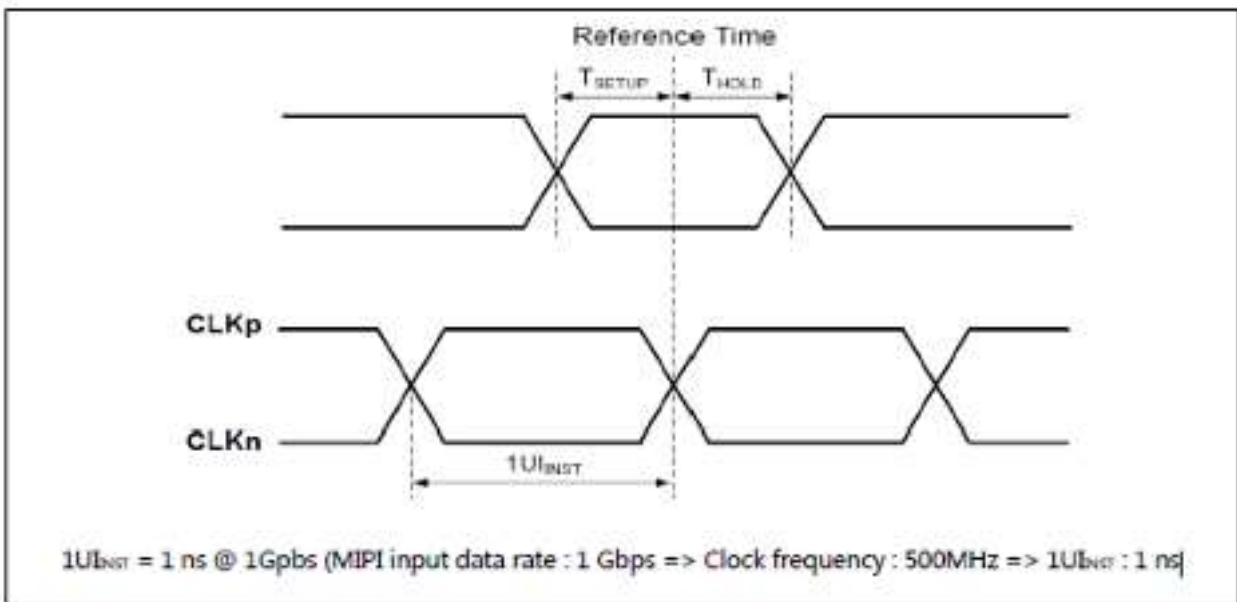 Reference Time
TSETUP THOLD
CLKp
CLKn
1UIINST
1UIINST = 1 ns @ 1Gpbs (MIPI input data rate : 1 Gbps => Clock frequency : 500MHz => 1UIINST : 1 ns